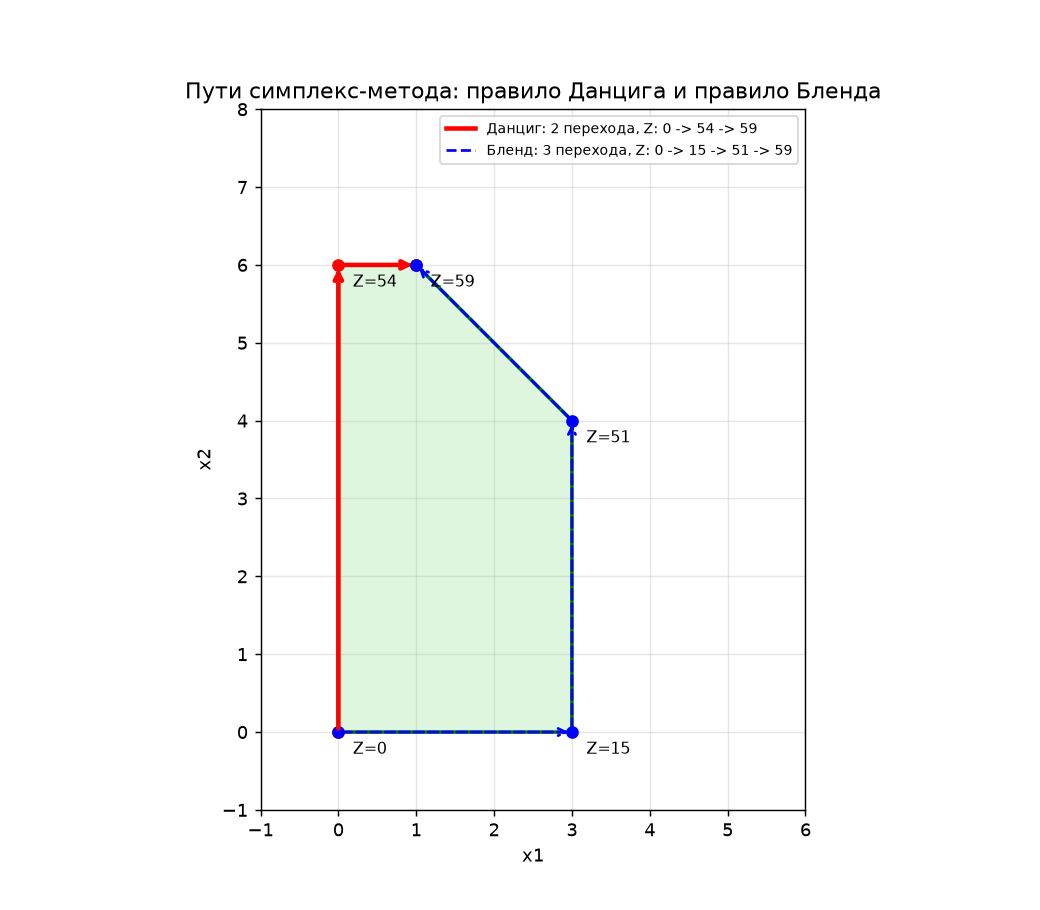 Пути симплекс-метода: правило Данцига и правило Бленда
Данциг: 2 перехода, Z: 0 -> 54 -> 59
Бленд: 3 перехода, Z: 0 -> 15 -> 51 -> 59
8
7
6
5
4
3
2
1
0
−1
x2
Z=54
Z=59
Z=51
Z=0
Z=15
−1 0 1 2 3 4 5 6
x1